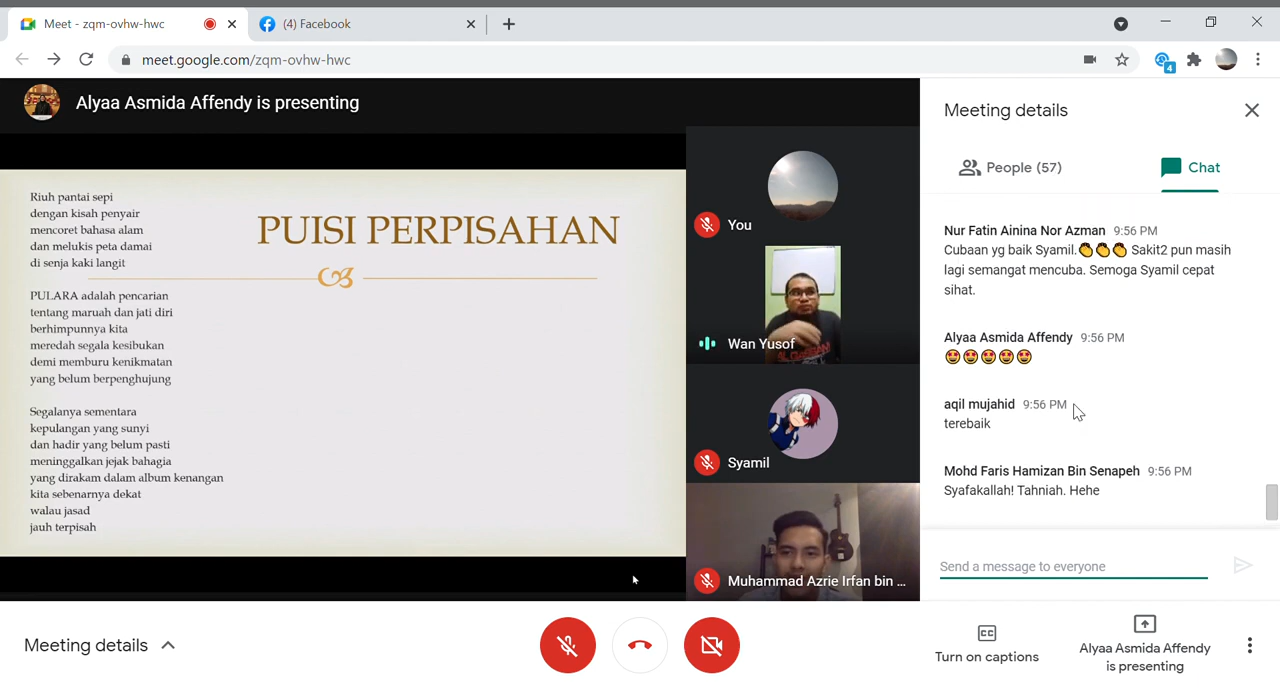 Meet - zqm-ovhw-hwc
(4) Facebook
meet.google.com/zqm-ovhw-hwc
4
Alyaa Asmida Affendy is presenting
Riuh pantai sepi
dengan kisah penyair
mencoret bahasa alam
dan melukis peta damai
di senja kaki langit
PULARA adalah pencarian
tentang maruah dan jati diri
berhimpunnya kita
meredah segala kesibukan
demi memburu kenikmatan
yang belum berpenghujung
Segalanya sementara
kepulangan yang sunyi
dan hadir yang belum pasti
meninggalkan jejak bahagia
yang dirakam dalam album kenangan
kita sebenarnya dekat
walau jasad
jauh terpisah
PUISI PERPISAHAN
You
Wan Yusof
Syamil
Muhammad Azrie Irfan bin ...
Meeting details
People (57)
Chat
Nur Fatin Ainina Nor Azman 9:56 PM
Cubaan yg baik Syamil.👏👏👏 Sakit2 pun masih
lagi semangat mencuba. Semoga Syamil cepat
sihat.
Alyaa Asmida Affendy 9:56 PM
🤩🤩🤩🤩🤩
aqil mujahid 9:56 PM
terebaik
Mohd Faris Hamizan Bin Senapeh 9:56 PM
Syafakallah! Tahniah. Hehe
Send a message to everyone
Meeting details
Turn on captions
Alyaa Asmida Affendy
is presenting